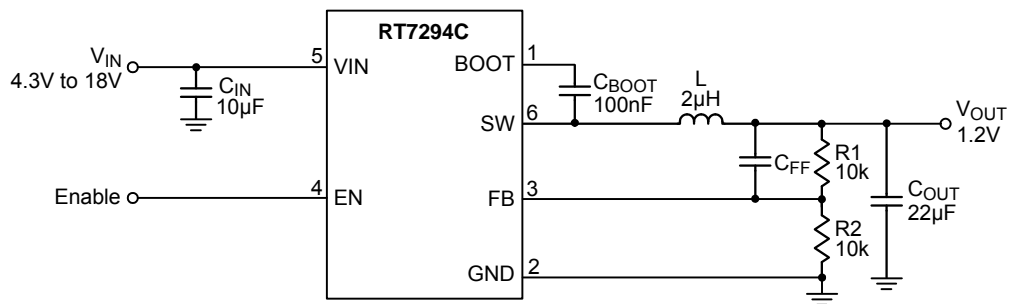 RT7294C
VIN
4.3V to 18V
CIN
10µF
5
VIN
BOOT
1
CBOOT
100nF
SW
6
L
2µH
VOUT
1.2V
Enable
4
EN
FB
3
CFF
R1
10k
R2
10k
COUT
22µF
GND
2